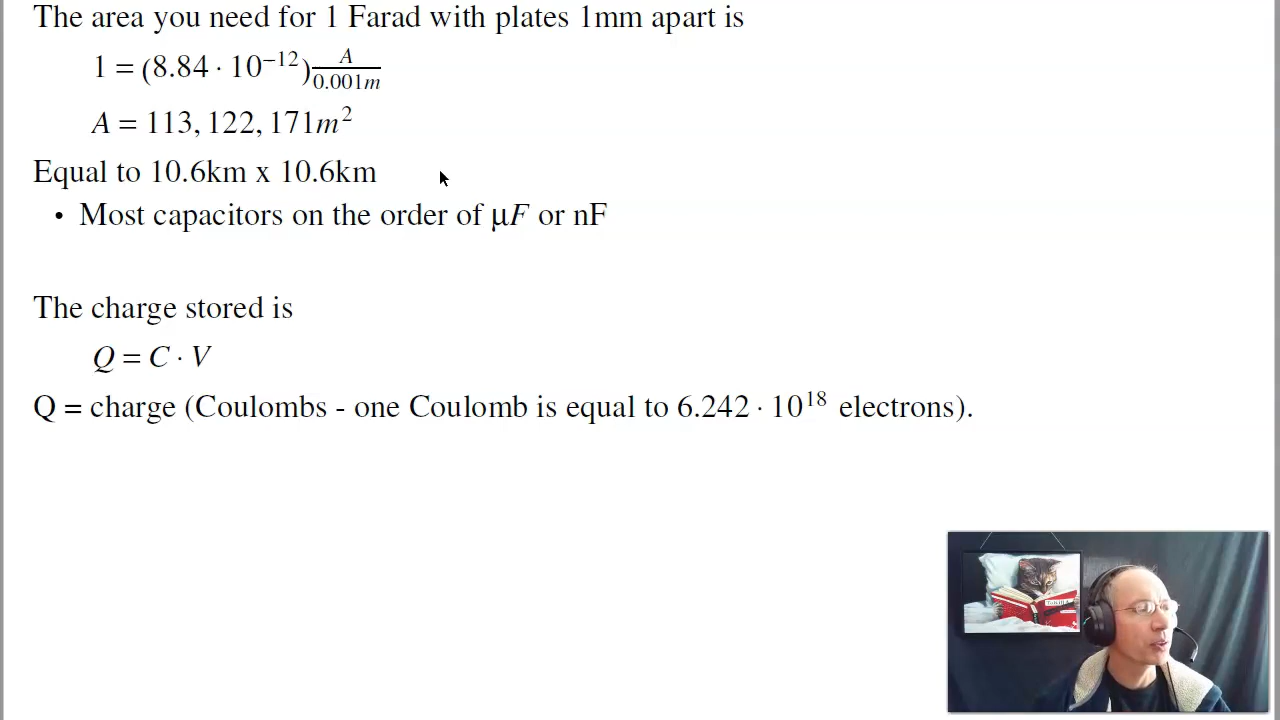 The area you need for 1 Farad with plates 1mm apart is
1 = (8.84 · 10⁻¹²) A/0.001m
A = 113, 122, 171m²
Equal to 10.6km x 10.6km
• Most capacitors on the order of μF or nF
The charge stored is
Q = C · V
Q = charge (Coulombs - one Coulomb is equal to 6.242 · 10¹⁸ electrons).